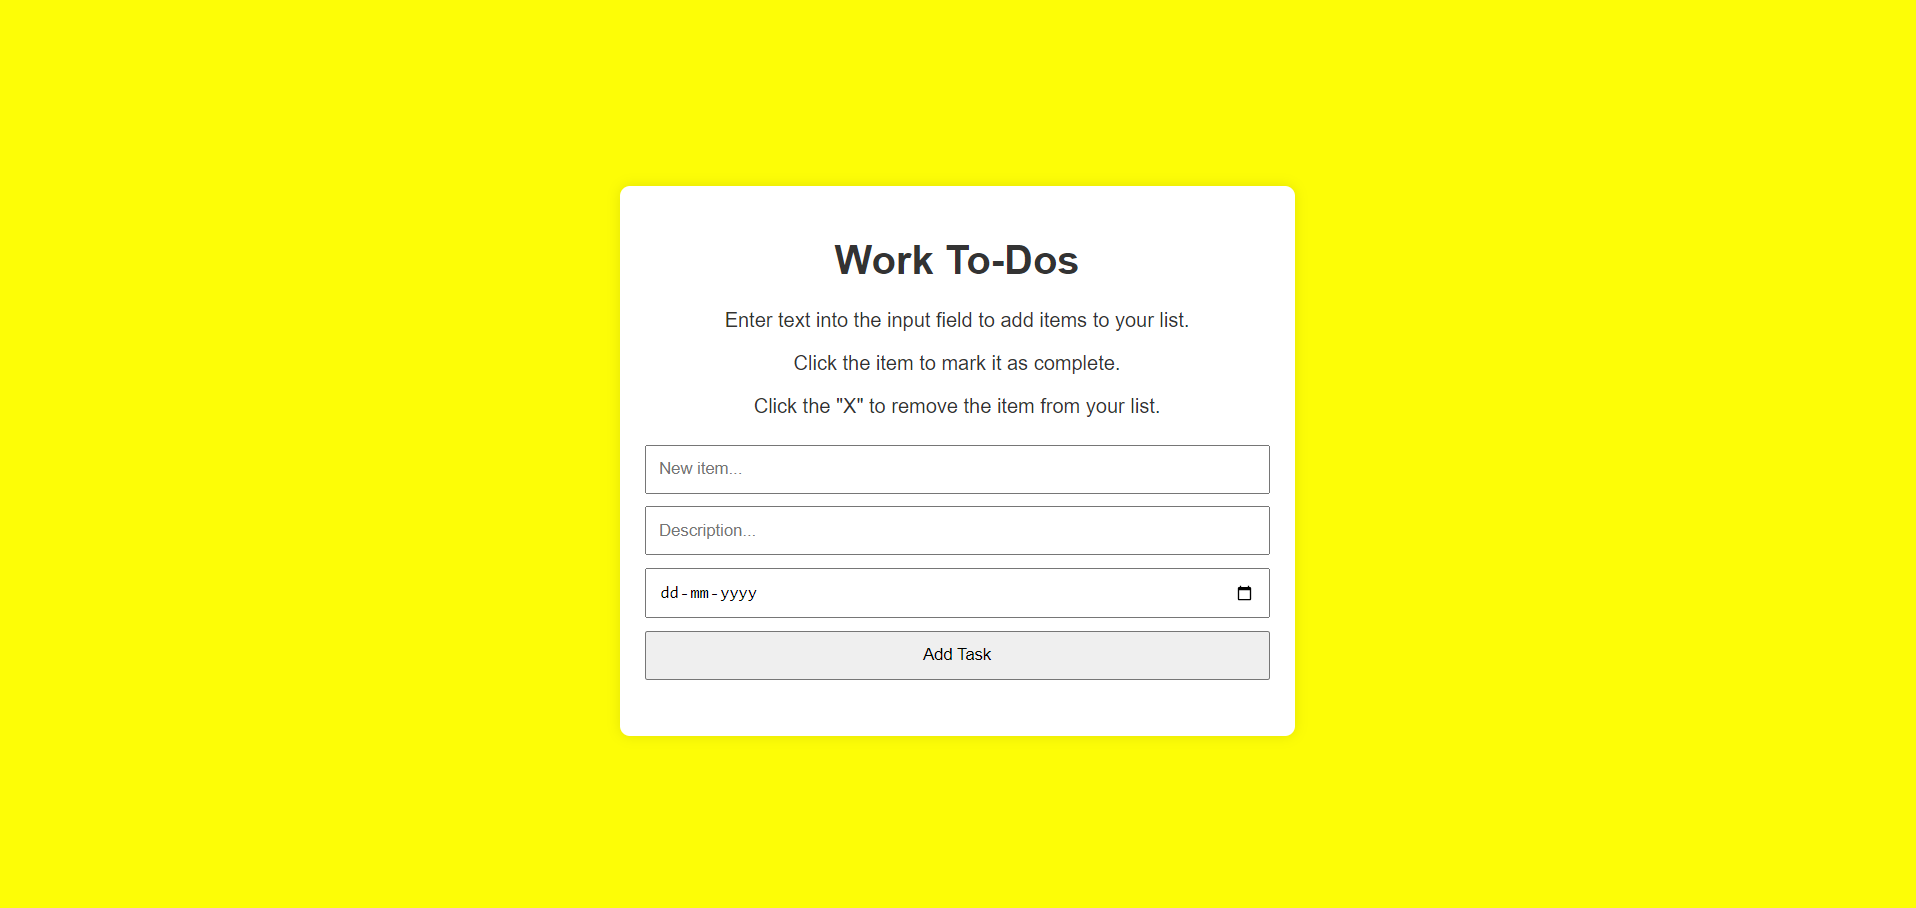 Work To-Dos
Enter text into the input field to add items to your list.
Click the item to mark it as complete.
Click the "X" to remove the item from your list.
New item...
Description...
dd-mm-yyyy
Add Task